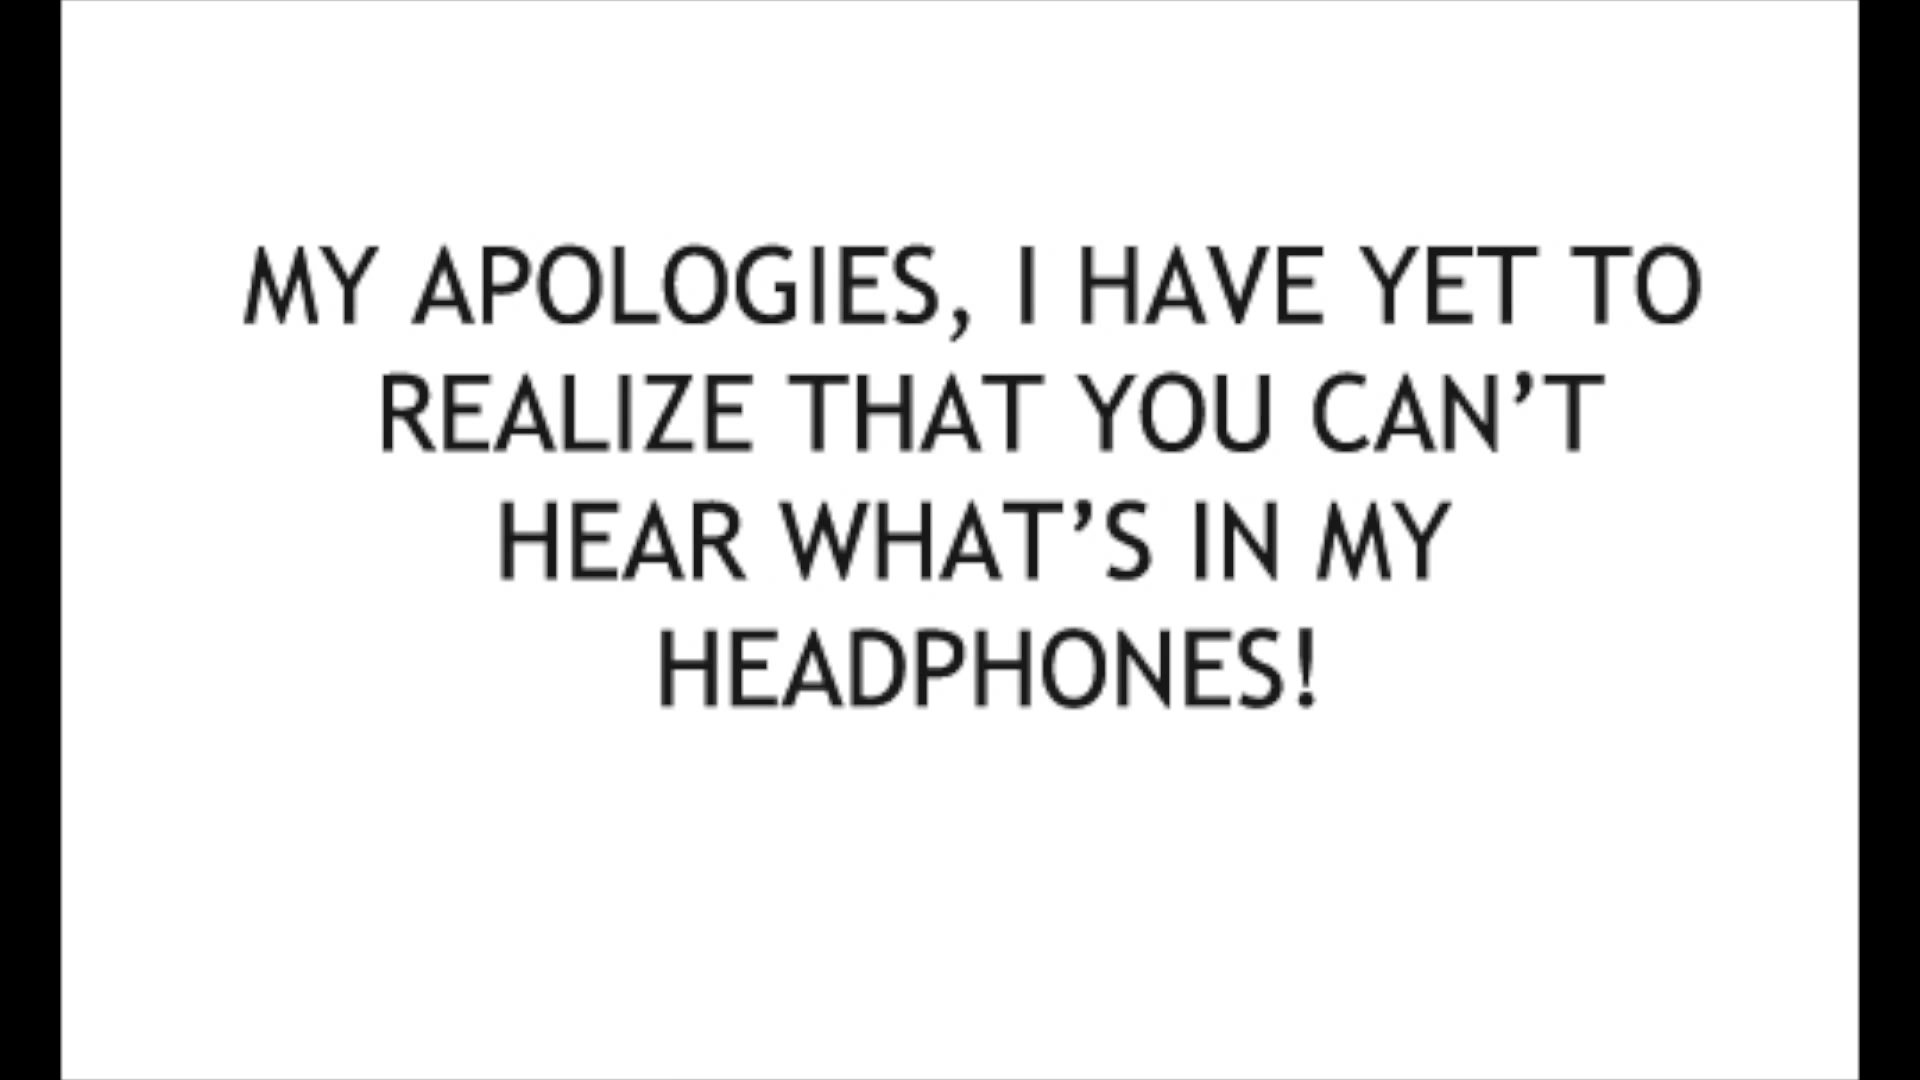 MY APOLOGIES, I HAVE YET TO
REALIZE THAT YOU CAN’T
HEAR WHAT’S IN MY
HEADPHONES!